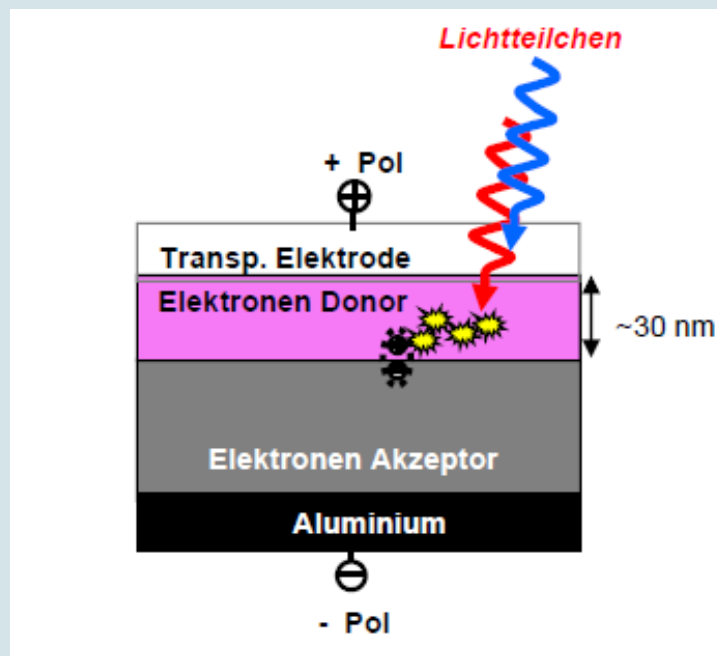 Lichtteilchen
+ Pol
Transp. Elektrode
Elektronen Donor
~30 nm
Elektronen Akzeptor
Aluminium
- Pol